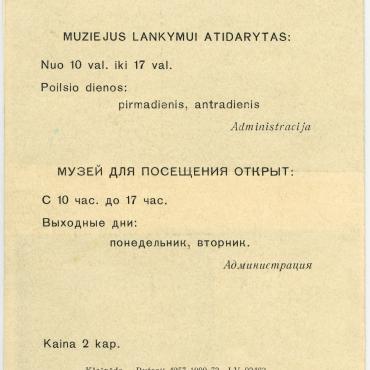 MUZIEJUS LANKYMUI ATIDARYTAS:
Nuo 10 val. iki 17 val.
Poilsio dienos:
pirmadienis, antradienis
Administracija
МУЗЕЙ ДЛЯ ПОСЕЩЕНИЯ ОТКРЫТ:
С 10 час. до 17 час.
Выходные дни:
понедельник, вторник.
Администрация
Kaina 2 kap.